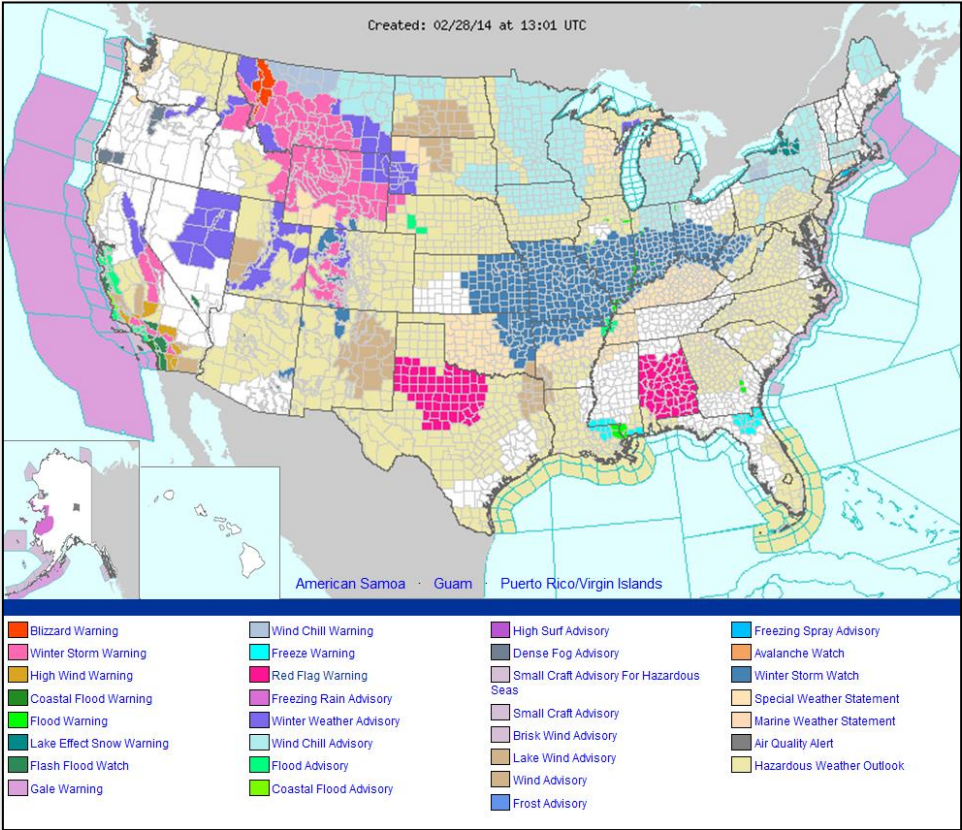 Created: 02/28/14 at 13:01 UTC
American Samoa · Guam · Puerto Rico/Virgin Islands
Blizzard Warning
Winter Storm Warning
High Wind Warning
Coastal Flood Warning
Flood Warning
Lake Effect Snow Warning
Flash Flood Watch
Gale Warning
Wind Chill Warning
Freeze Warning
Red Flag Warning
Freezing Rain Advisory
Winter Weather Advisory
Wind Chill Advisory
Flood Advisory
Coastal Flood Advisory
High Surf Advisory
Dense Fog Advisory
Small Craft Advisory For Hazardous
Seas
Small Craft Advisory
Brisk Wind Advisory
Lake Wind Advisory
Wind Advisory
Frost Advisory
Freezing Spray Advisory
Avalanche Watch
Winter Storm Watch
Special Weather Statement
Marine Weather Statement
Air Quality Alert
Hazardous Weather Outlook